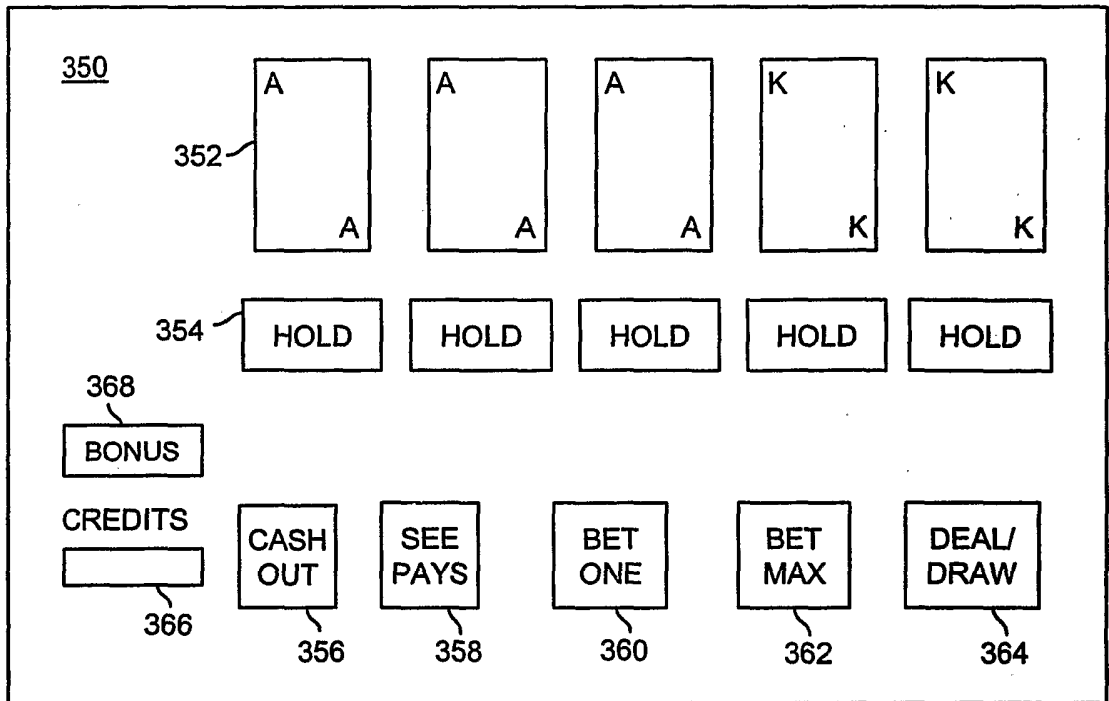 350
A A A K K
352
A A A K K
354
HOLD HOLD HOLD HOLD HOLD
368
BONUS
CREDITS
366
CASH
OUT
356
SEE
PAYS
358
BET
ONE
360
BET
MAX
362
DEAL/
DRAW
364